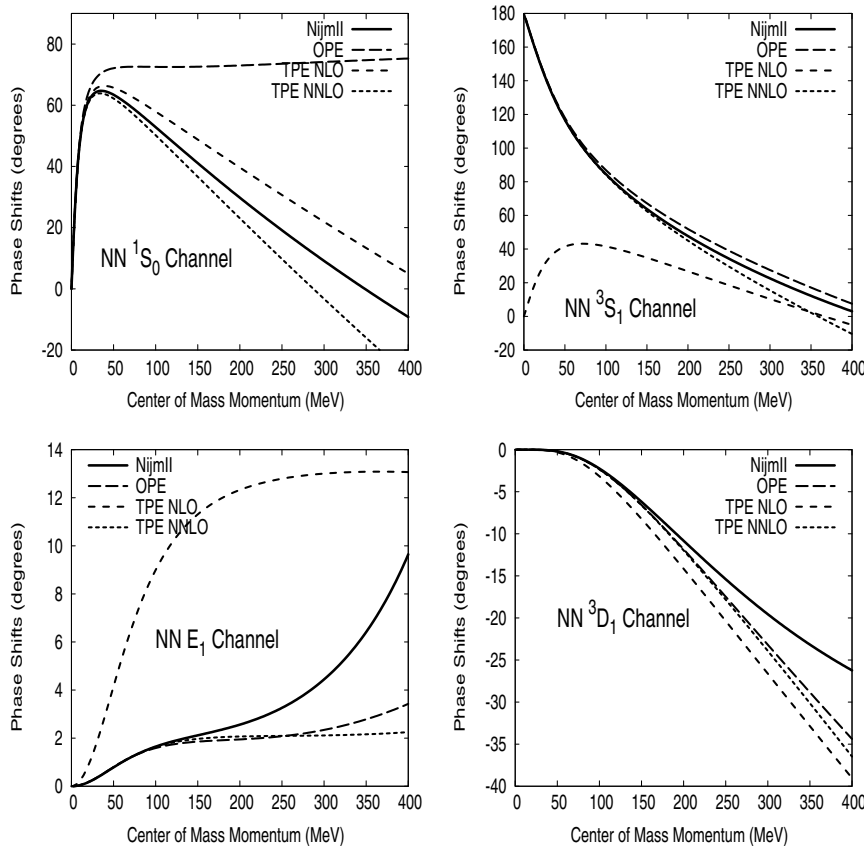 Phase Shifts (degrees)
100
80
60
40
20
0
-20
NijmII
OPE
TPE NLO
TPE NNLO
NN ¹S₀ Channel
0 50 100 150 200 250 300 350 400
Center of Mass Momentum (MeV)
Phase Shifts (degrees)
180
160
140
120
100
80
60
40
20
0
-20
NijmII
OPE
TPE NLO
TPE NNLO
NN ³S₁ Channel
0 50 100 150 200 250 300 350 400
Center of Mass Momentum (MeV)
Phase Shifts (degrees)
14
12
10
8
6
4
2
0
NijmII
OPE
TPE NLO
TPE NNLO
NN E₁ Channel
0 50 100 150 200 250 300 350 400
Center of Mass Momentum (MeV)
Phase Shifts (degrees)
0
-5
-10
-15
-20
-25
-30
-35
-40
NijmII
OPE
TPE NLO
TPE NNLO
NN ³D₁ Channel
0 50 100 150 200 250 300 350 400
Center of Mass Momentum (MeV)